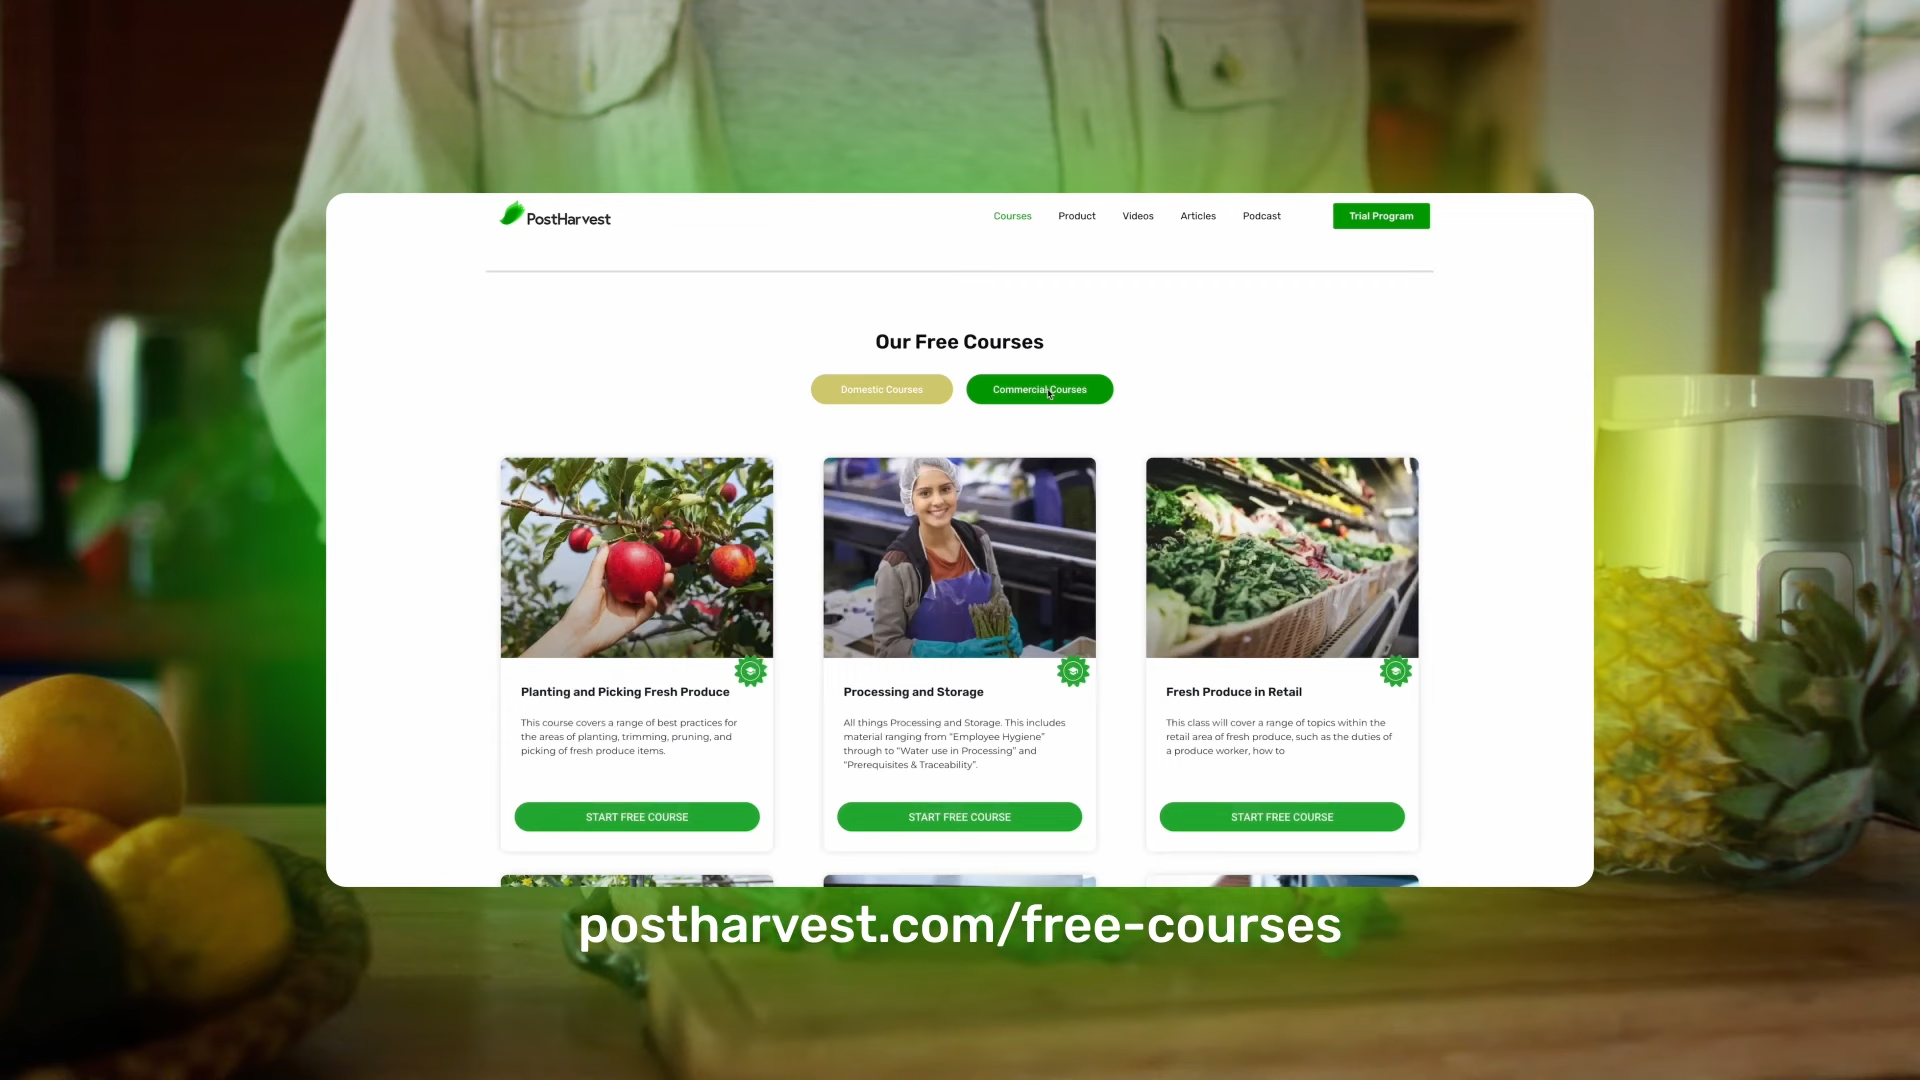 PostHarvest
Courses
Product
Videos
Articles
Podcast
Trial Program
Our Free Courses
Domestic Courses
Commercial Courses
Planting and Picking Fresh Produce
This course covers a range of best practices for
the areas of planting, trimming, pruning, and
picking of fresh produce items.
START FREE COURSE
Processing and Storage
All things Processing and Storage. This includes
material ranging from “Employee Hygiene”
through to “Water use in Processing” and
“Prerequisites & Traceability”.
START FREE COURSE
Fresh Produce in Retail
This class will cover a range of topics within the
retail area of fresh produce, such as the duties of
a produce worker, how to
START FREE COURSE
postharvest.com/free-courses